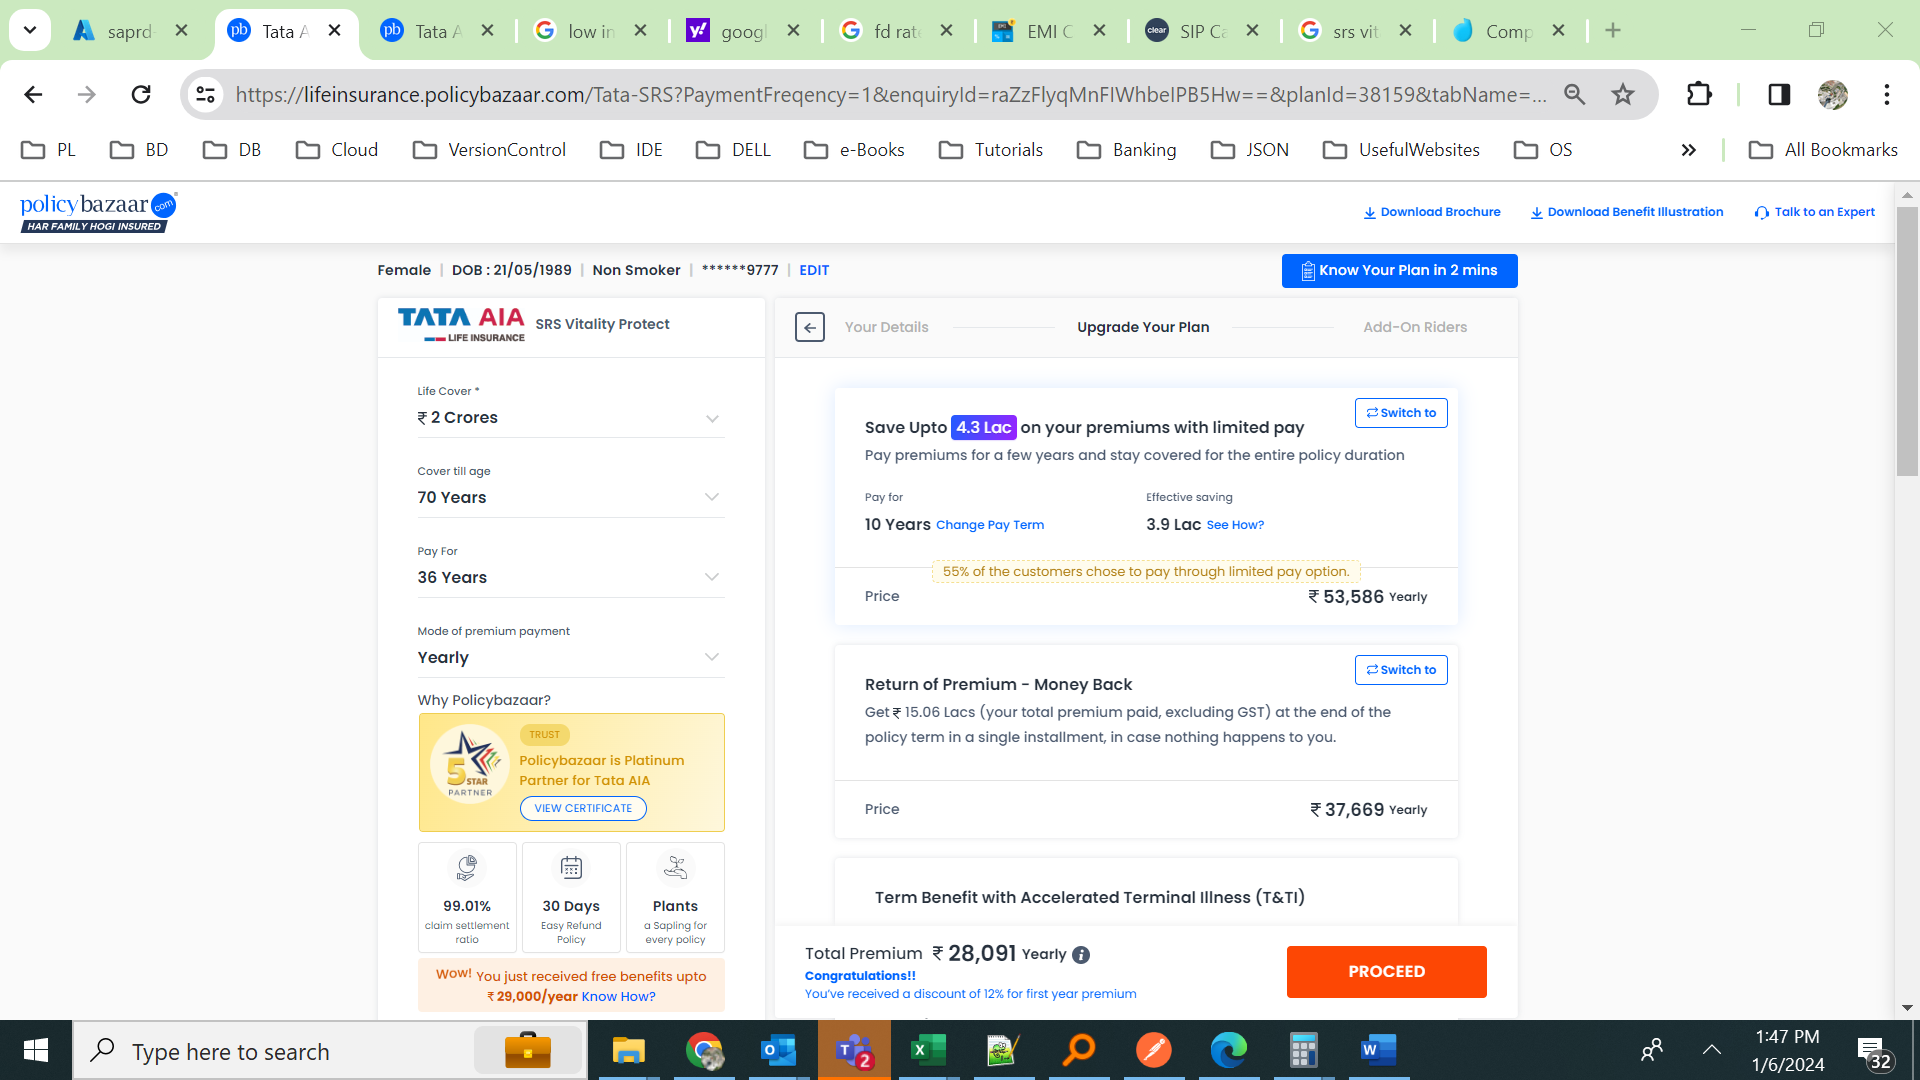 saprd-
Tata A
Tata A
low in
goog
fd rate
EMI C
SIP Ca
srs vit
Comp
https://lifeinsurance.policybazaar.com/Tata-SRS?PaymentFreqency=1&enquiryId=raZzFlyqMnFIWhbeIPB5Hw==&planId=38159&tabName=...
PL BD DB Cloud VersionControl IDE DELL e-Books Tutorials Banking JSON UsefulWebsites OS » All Bookmarks
policybazaar.com
HAR FAMILY HOGI INSURED
Download Brochure Download Benefit Illustration Talk to an Expert
Female | DOB : 21/05/1989 | Non Smoker | ******9777 | EDIT
Know Your Plan in 2 mins
TATA AIA
LIFE INSURANCE
SRS Vitality Protect
Life Cover *
₹ 2 Crores
Cover till age
70 Years
Pay For
36 Years
Mode of premium payment
Yearly
Why Policybazaar?
5 STAR
PARTNER
TRUST
Policybazaar is Platinum
Partner for Tata AIA
VIEW CERTIFICATE
99.01%
claim settlement
ratio
30 Days
Easy Refund
Policy
Plants
a Sapling for
every policy
Wow! You just received free benefits upto
₹ 29,000/year Know How?
Your Details Upgrade Your Plan Add-On Riders
Switch to
Save Upto 4.3 Lac on your premiums with limited pay
Pay premiums for a few years and stay covered for the entire policy duration
Pay for
10 Years Change Pay Term
Effective saving
3.9 Lac See How?
55% of the customers chose to pay through limited pay option.
Price ₹ 53,586 Yearly
Switch to
Return of Premium - Money Back
Get ₹ 15.06 Lacs (your total premium paid, excluding GST) at the end of the
policy term in a single installment, in case nothing happens to you.
Price ₹ 37,669 Yearly
Term Benefit with Accelerated Terminal Illness (T&TI)
Total Premium ₹ 28,091 Yearly
Congratulations!!
You've received a discount of 12% for first year premium
PROCEED
Type here to search
2
1:47 PM
1/6/2024
32